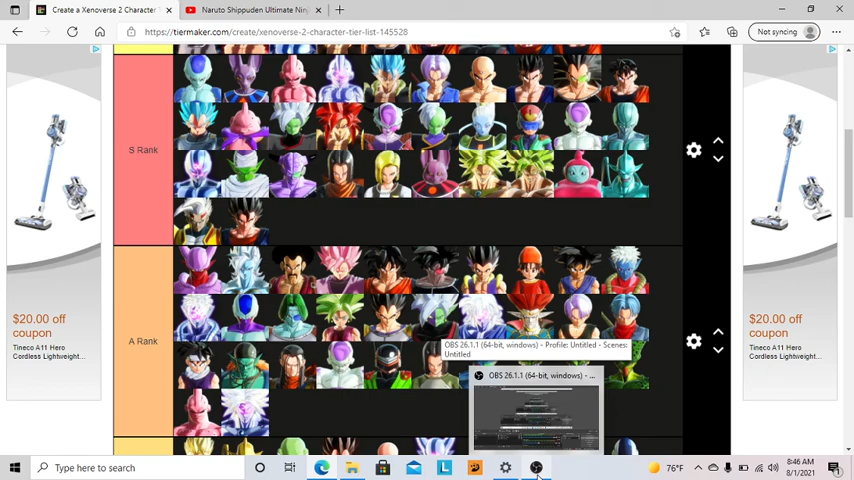 Create a Xenoverse 2 Character T
Naruto Shippuden Ultimate Ninj
https://tiermaker.com/create/xenoverse-2-character-tier-list-145528
Not syncing
S Rank
A Rank
$20.00 off
coupon
Tineco A11 Hero
Cordless Lightweight...
$20.00 off
coupon
Tineco A11 Hero
Cordless Lightweight...
OBS 26.1.1 (64-bit, windows) - Profile: Untitled - Scenes:
Untitled
OBS 26.1.1 (64-bit, windows) - ...
Type here to search
76°F
8:46 AM
8/1/2021